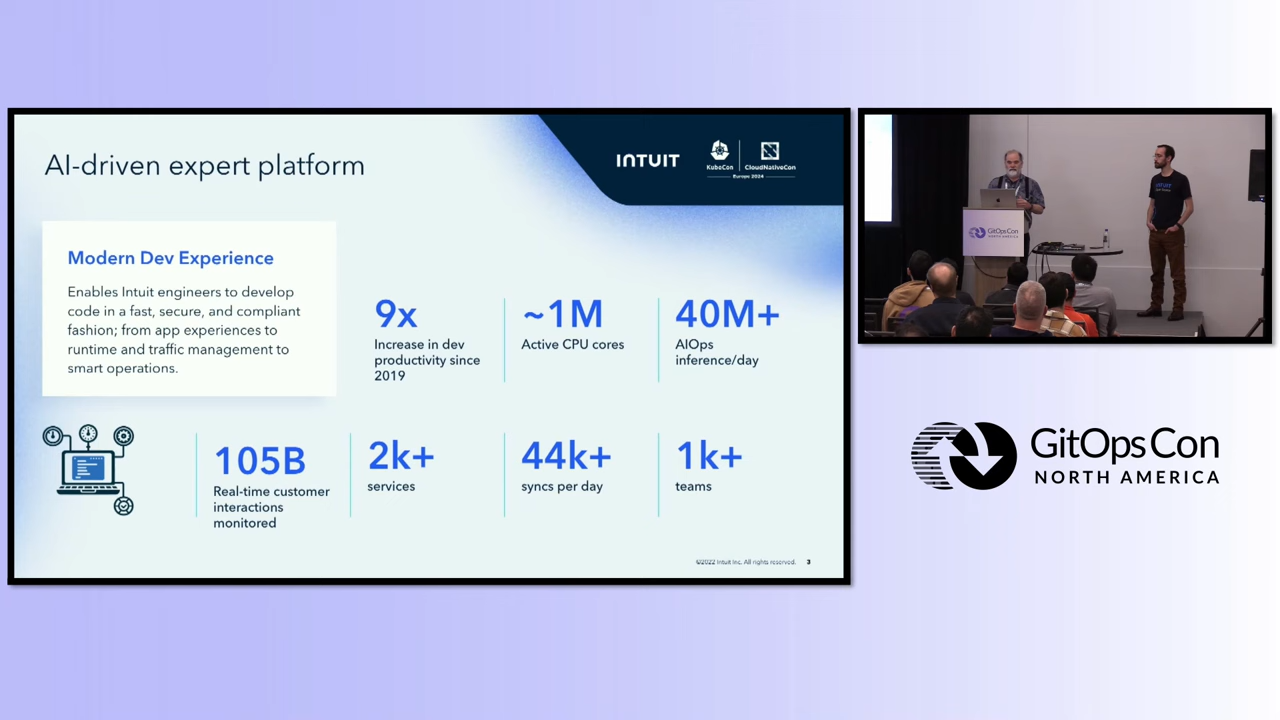 AI-driven expert platform
INTUIT
KubeCon
CloudNativeCon
Europe 2024
Modern Dev Experience
Enables Intuit engineers to develop
code in a fast, secure, and compliant
fashion; from app experiences to
runtime and traffic management to
smart operations.
9x
Increase in dev
productivity since
2019
~1M
Active CPU cores
40M+
AIOps
inference/day
105B
Real-time customer
interactions
monitored
2k+
services
44k+
syncs per day
1k+
teams
©2022 Intuit Inc. All rights reserved. 3
GitOpsCon
NORTH AMERICA
INTUIT
GitOpsCon
NORTH AMERICA